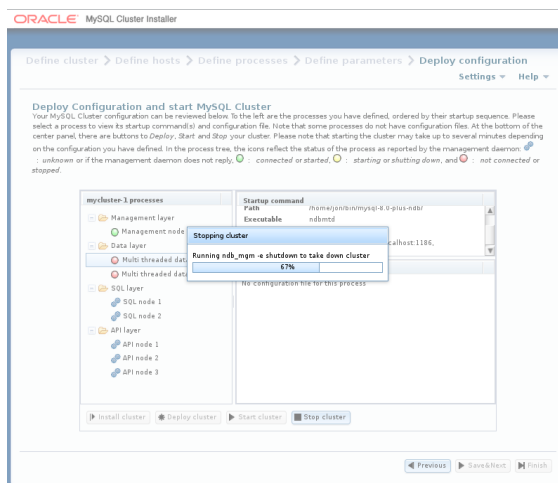 ORACLE MySQL Cluster Installer
Define cluster > Define hosts > Define processes > Define parameters > Deploy configuration
Settings Help
Deploy Configuration and start MySQL Cluster
Your MySQL Cluster configuration can be reviewed below. To the left are the processes you have defined, ordered by their startup sequence. Please
select a process to view its startup command(s) and configuration file. Note that some processes do not have configuration files. At the bottom of the
center panel, there are buttons to Deploy, Start and Stop your cluster. Please note that starting the cluster may take up to several minutes depending
on the configuration you have defined. In the process tree, the icons reflect the status of the process as reported by the management daemon:
: unknown or if the management daemon does not reply, : connected or started, : starting or shutting down, and : not connected or
stopped.
mycluster-1 processes
Management layer
Management node
Data layer
Multi threaded data
Multi threaded data
SQL layer
SQL node 1
SQL node 2
API layer
API node 1
API node 2
API node 3
Startup command
Path /home/jon/bin/mysql-8.0-plus-ndb/
Executable ndbmtd
calhost:1186,
Stopping cluster
Running ndb_mgm -e shutdown to take down cluster
67%
No configuration file for this process
Install cluster Deploy cluster Start cluster Stop cluster
Previous Save&Next Finish